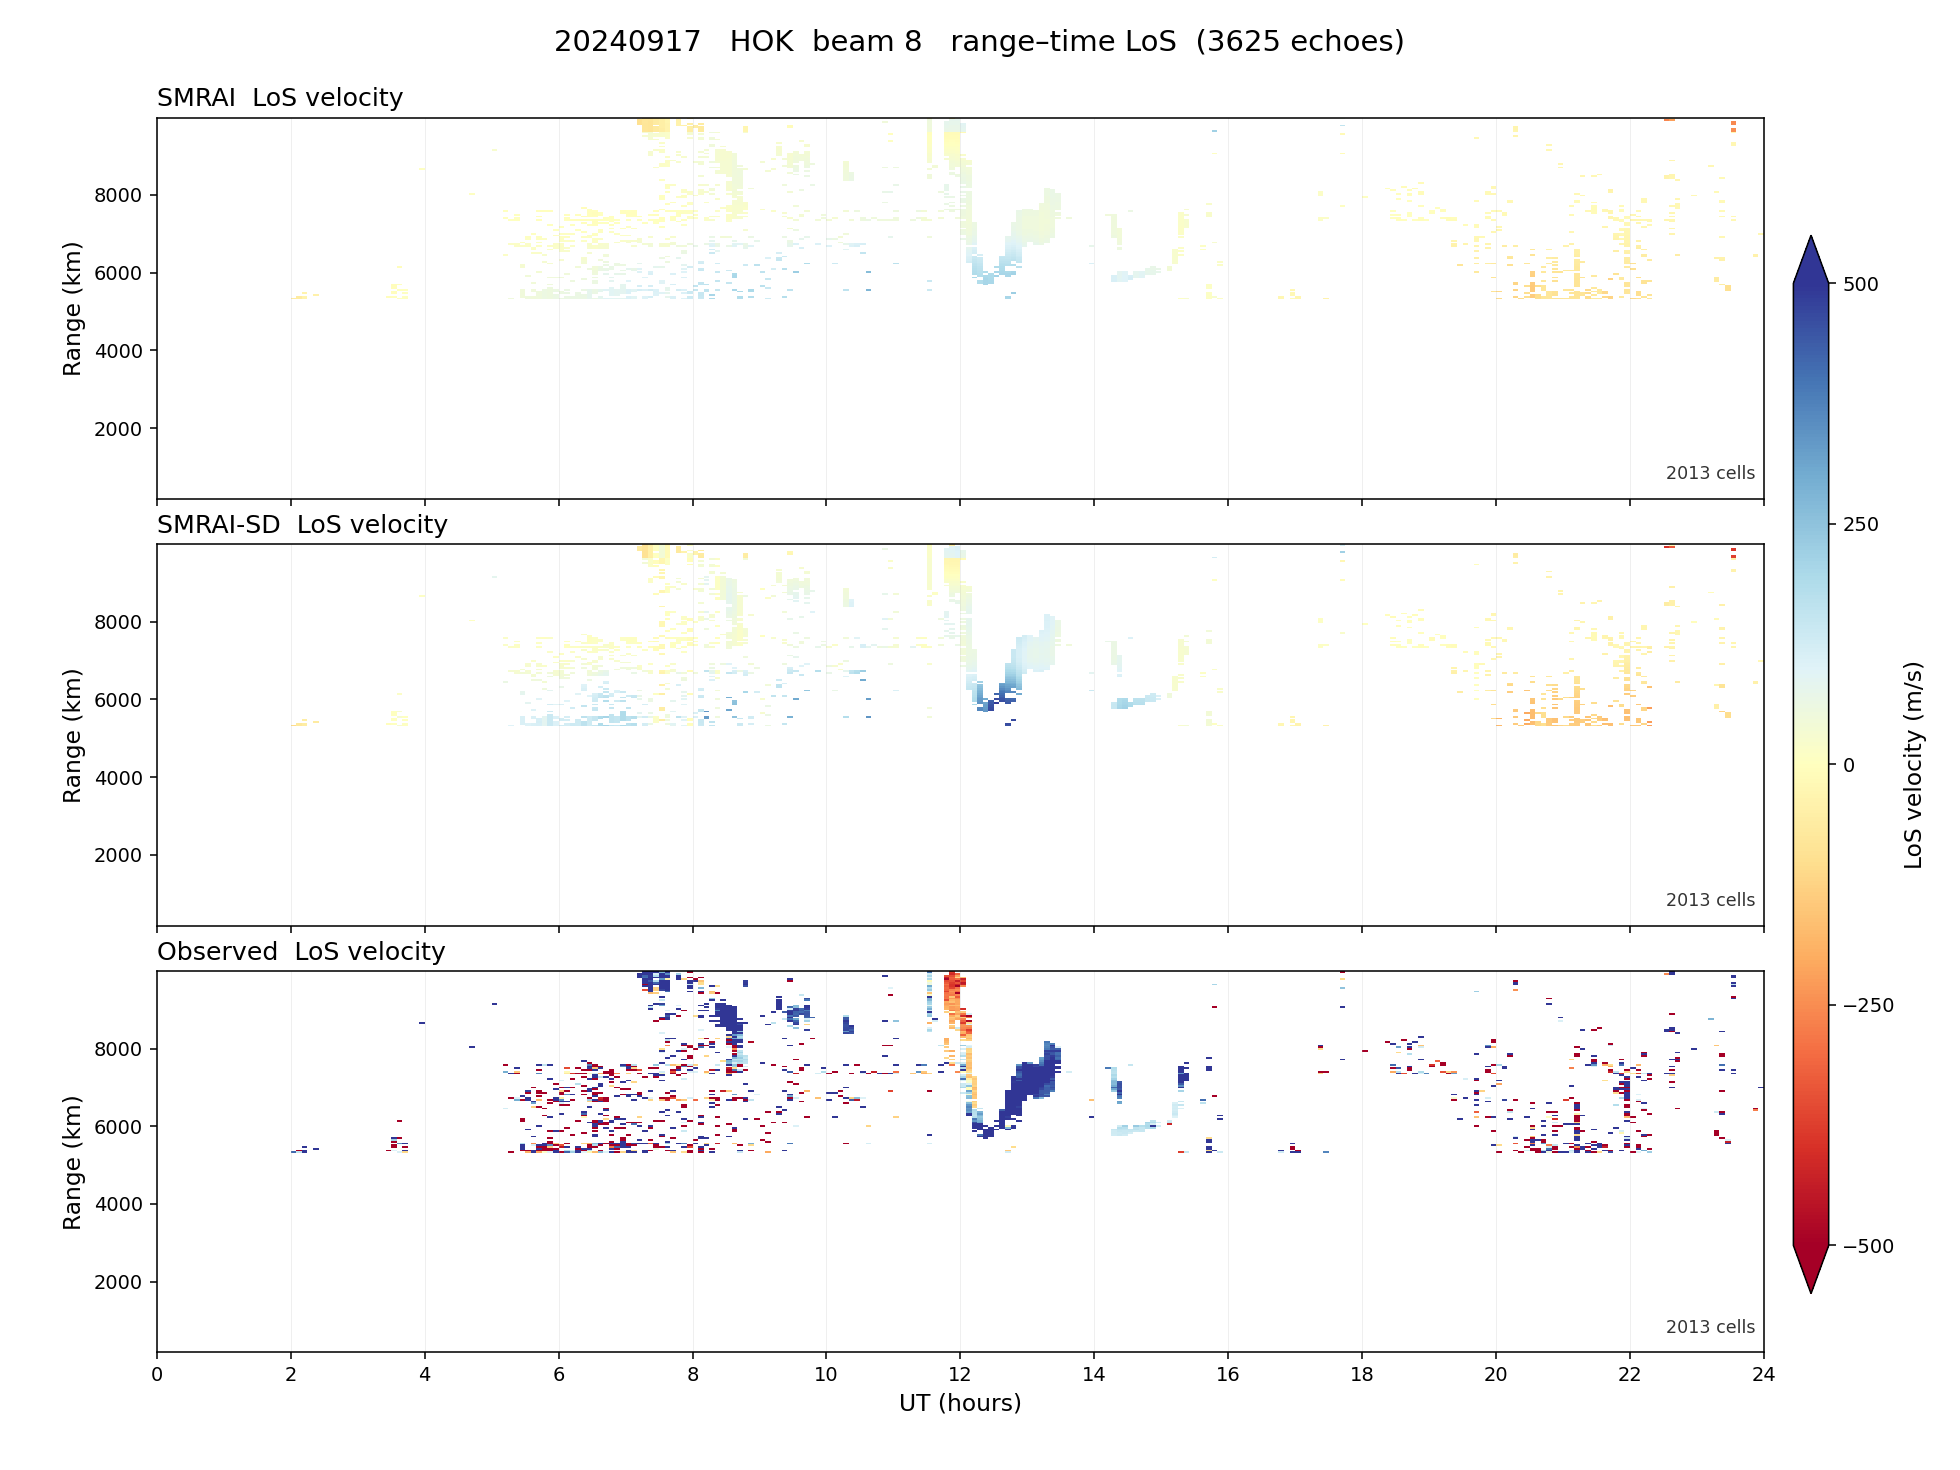 20240917   HOK  beam 8   range–time LoS  (3625 echoes)
SMRAI  LoS velocity
8000
6000
4000
2000
Range (km)
2013 cells
SMRAI-SD  LoS velocity
8000
6000
4000
2000
Range (km)
2013 cells
Observed  LoS velocity
8000
6000
4000
2000
Range (km)
2013 cells
0 2 4 6 8 10 12 14 16 18 20 22 24
UT (hours)
500
250
0
−250
−500
LoS velocity (m/s)